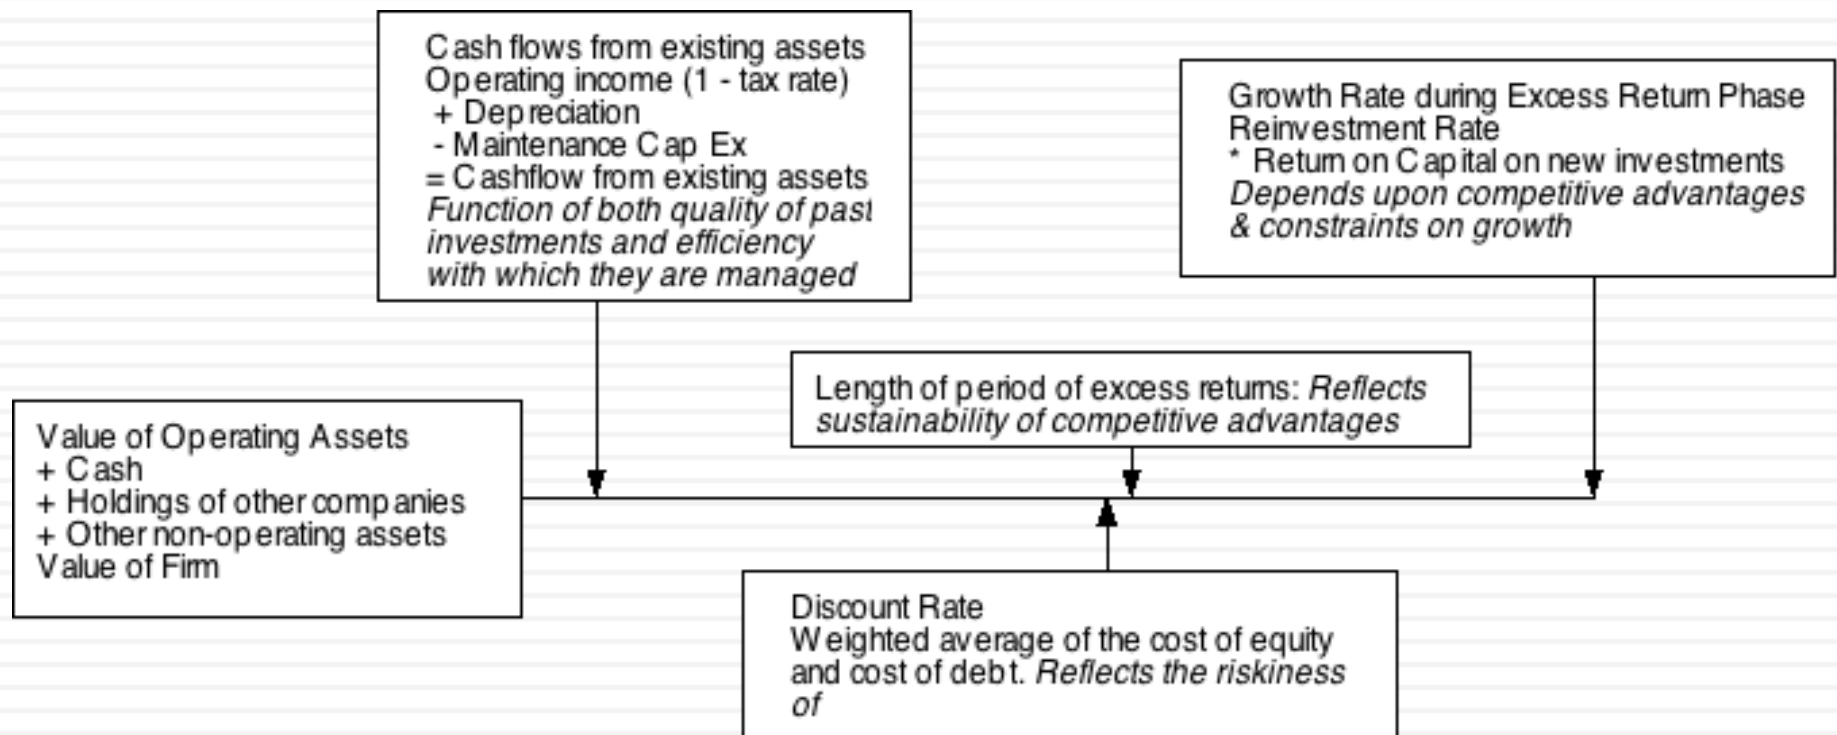 Cash flows from existing assets
Operating income (1 - tax rate)
+ Depreciation
- Maintenance Cap Ex
= Cashflow from existing assets
Function of both quality of past
investments and efficiency
with which they are managed
Growth Rate during Excess Return Phase
Reinvestment Rate
* Return on Capital on new investments
Depends upon competitive advantages
& constraints on growth
Length of period of excess returns: Reflects
sustainability of competitive advantages
Value of Operating Assets
+ Cash
+ Holdings of other companies
+ Other non-operating assets
Value of Firm
Discount Rate
Weighted average of the cost of equity
and cost of debt. Reflects the riskiness
of